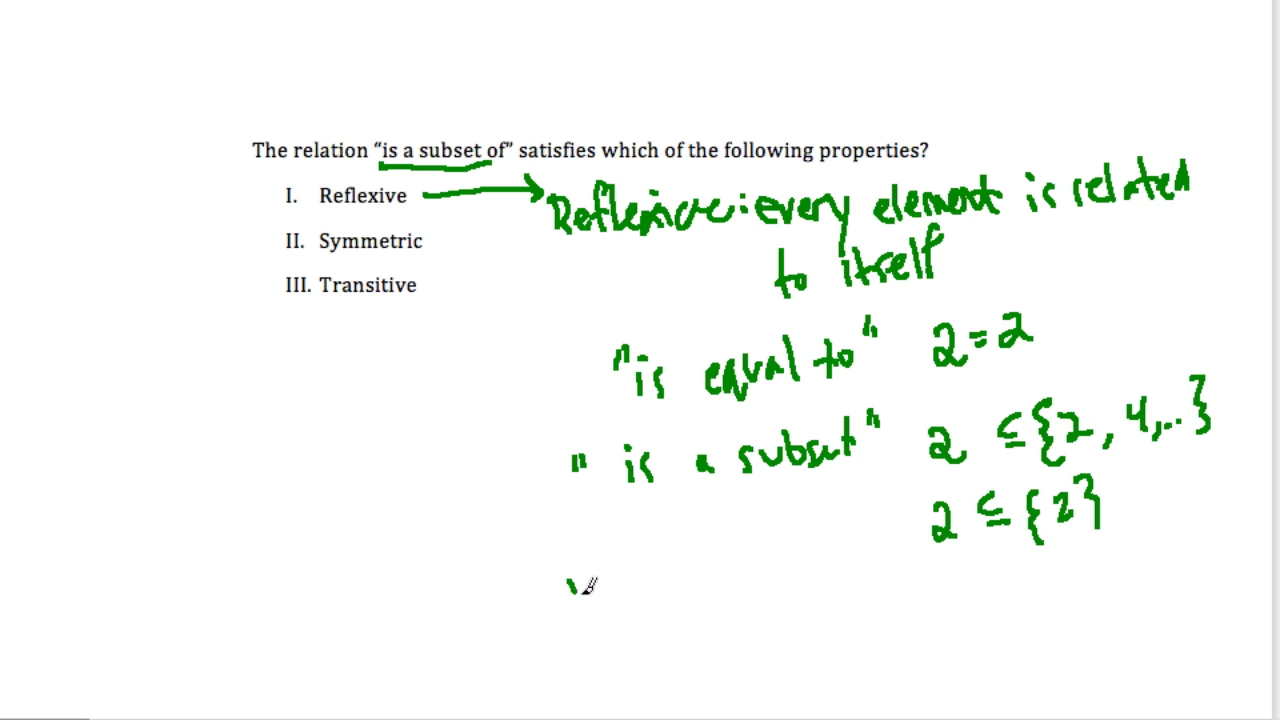 The relation “is a subset of” satisfies which of the following properties?
I. Reflexive
Reflexive: every element is related
to itself
II. Symmetric
III. Transitive
"is equal to" 2=2
"is a subset" 2 ⊆ {2, 4,..}
2 ⊆ {2}